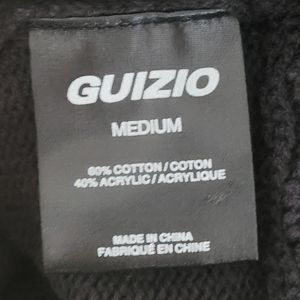 GUIZIO
MEDIUM
60% COTTON / COTON
40% ACRYLIC / ACRYLIQUE
MADE IN CHINA
FABRIQUÉ EN CHINE